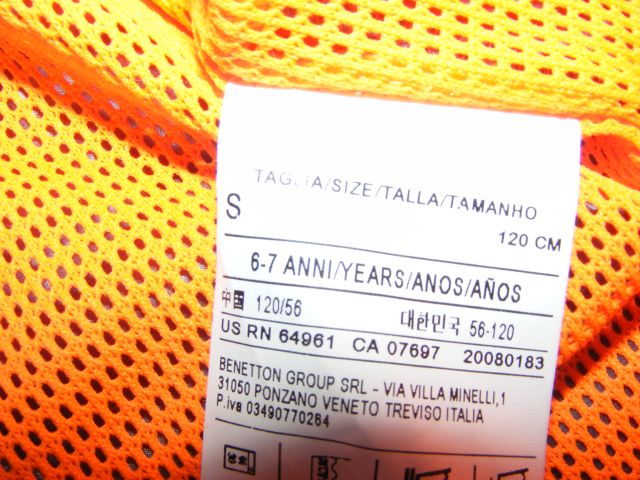 TAGLIA/SIZE/TALLA/TAMANHO
S
120 CM
6-7 ANNI/YEARS/ANOS/AÑOS
中国 120/56 대한민국 56-120
US RN 64961 CA 07697 20080183
BENETTON GROUP SRL - VIA VILLA MINELLI,1
31050 PONZANO VENETO TREVISO ITALIA
P.iva 03490770264